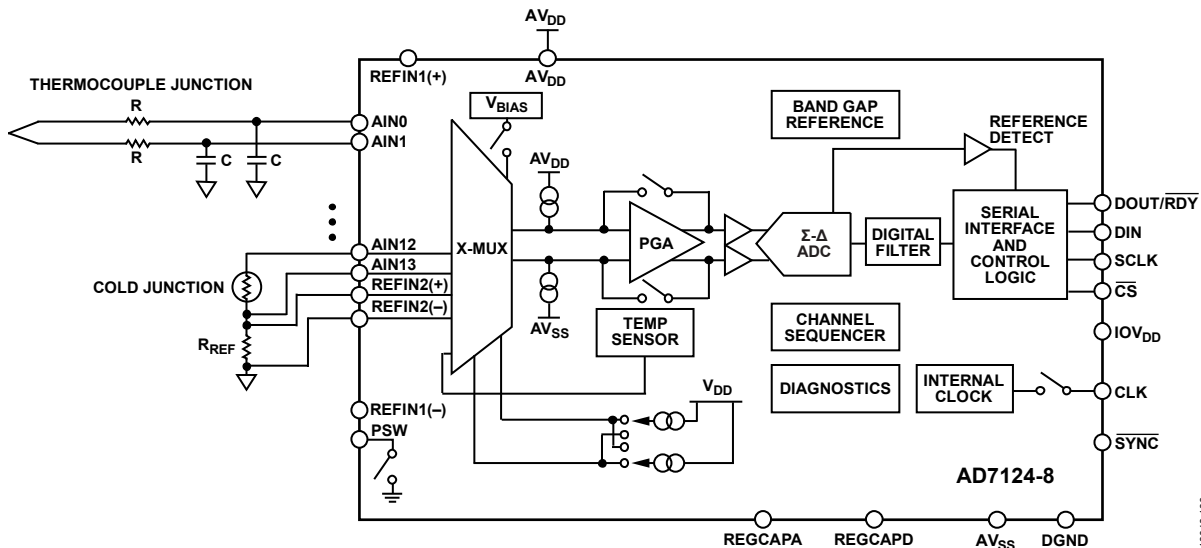 AVDD
REFIN1(+)
AVDD
THERMOCOUPLE JUNCTION
R
R
C
C
AIN0
AIN1
VBIAS
BAND GAP
REFERENCE
REFERENCE
DETECT
AVDD
X-MUX
PGA
Σ-Δ
ADC
DIGITAL
FILTER
SERIAL
INTERFACE
AND
CONTROL
LOGIC
DOUT/RDY
DIN
SCLK
CS
AIN12
AIN13
REFIN2(+)
REFIN2(–)
COLD JUNCTION
RREF
AVSS
TEMP
SENSOR
CHANNEL
SEQUENCER
IOVDD
DIAGNOSTICS
INTERNAL
CLOCK
CLK
VDD
REFIN1(–)
PSW
SYNC
AD7124-8
REGCAPA
REGCAPD
AVSS
DGND